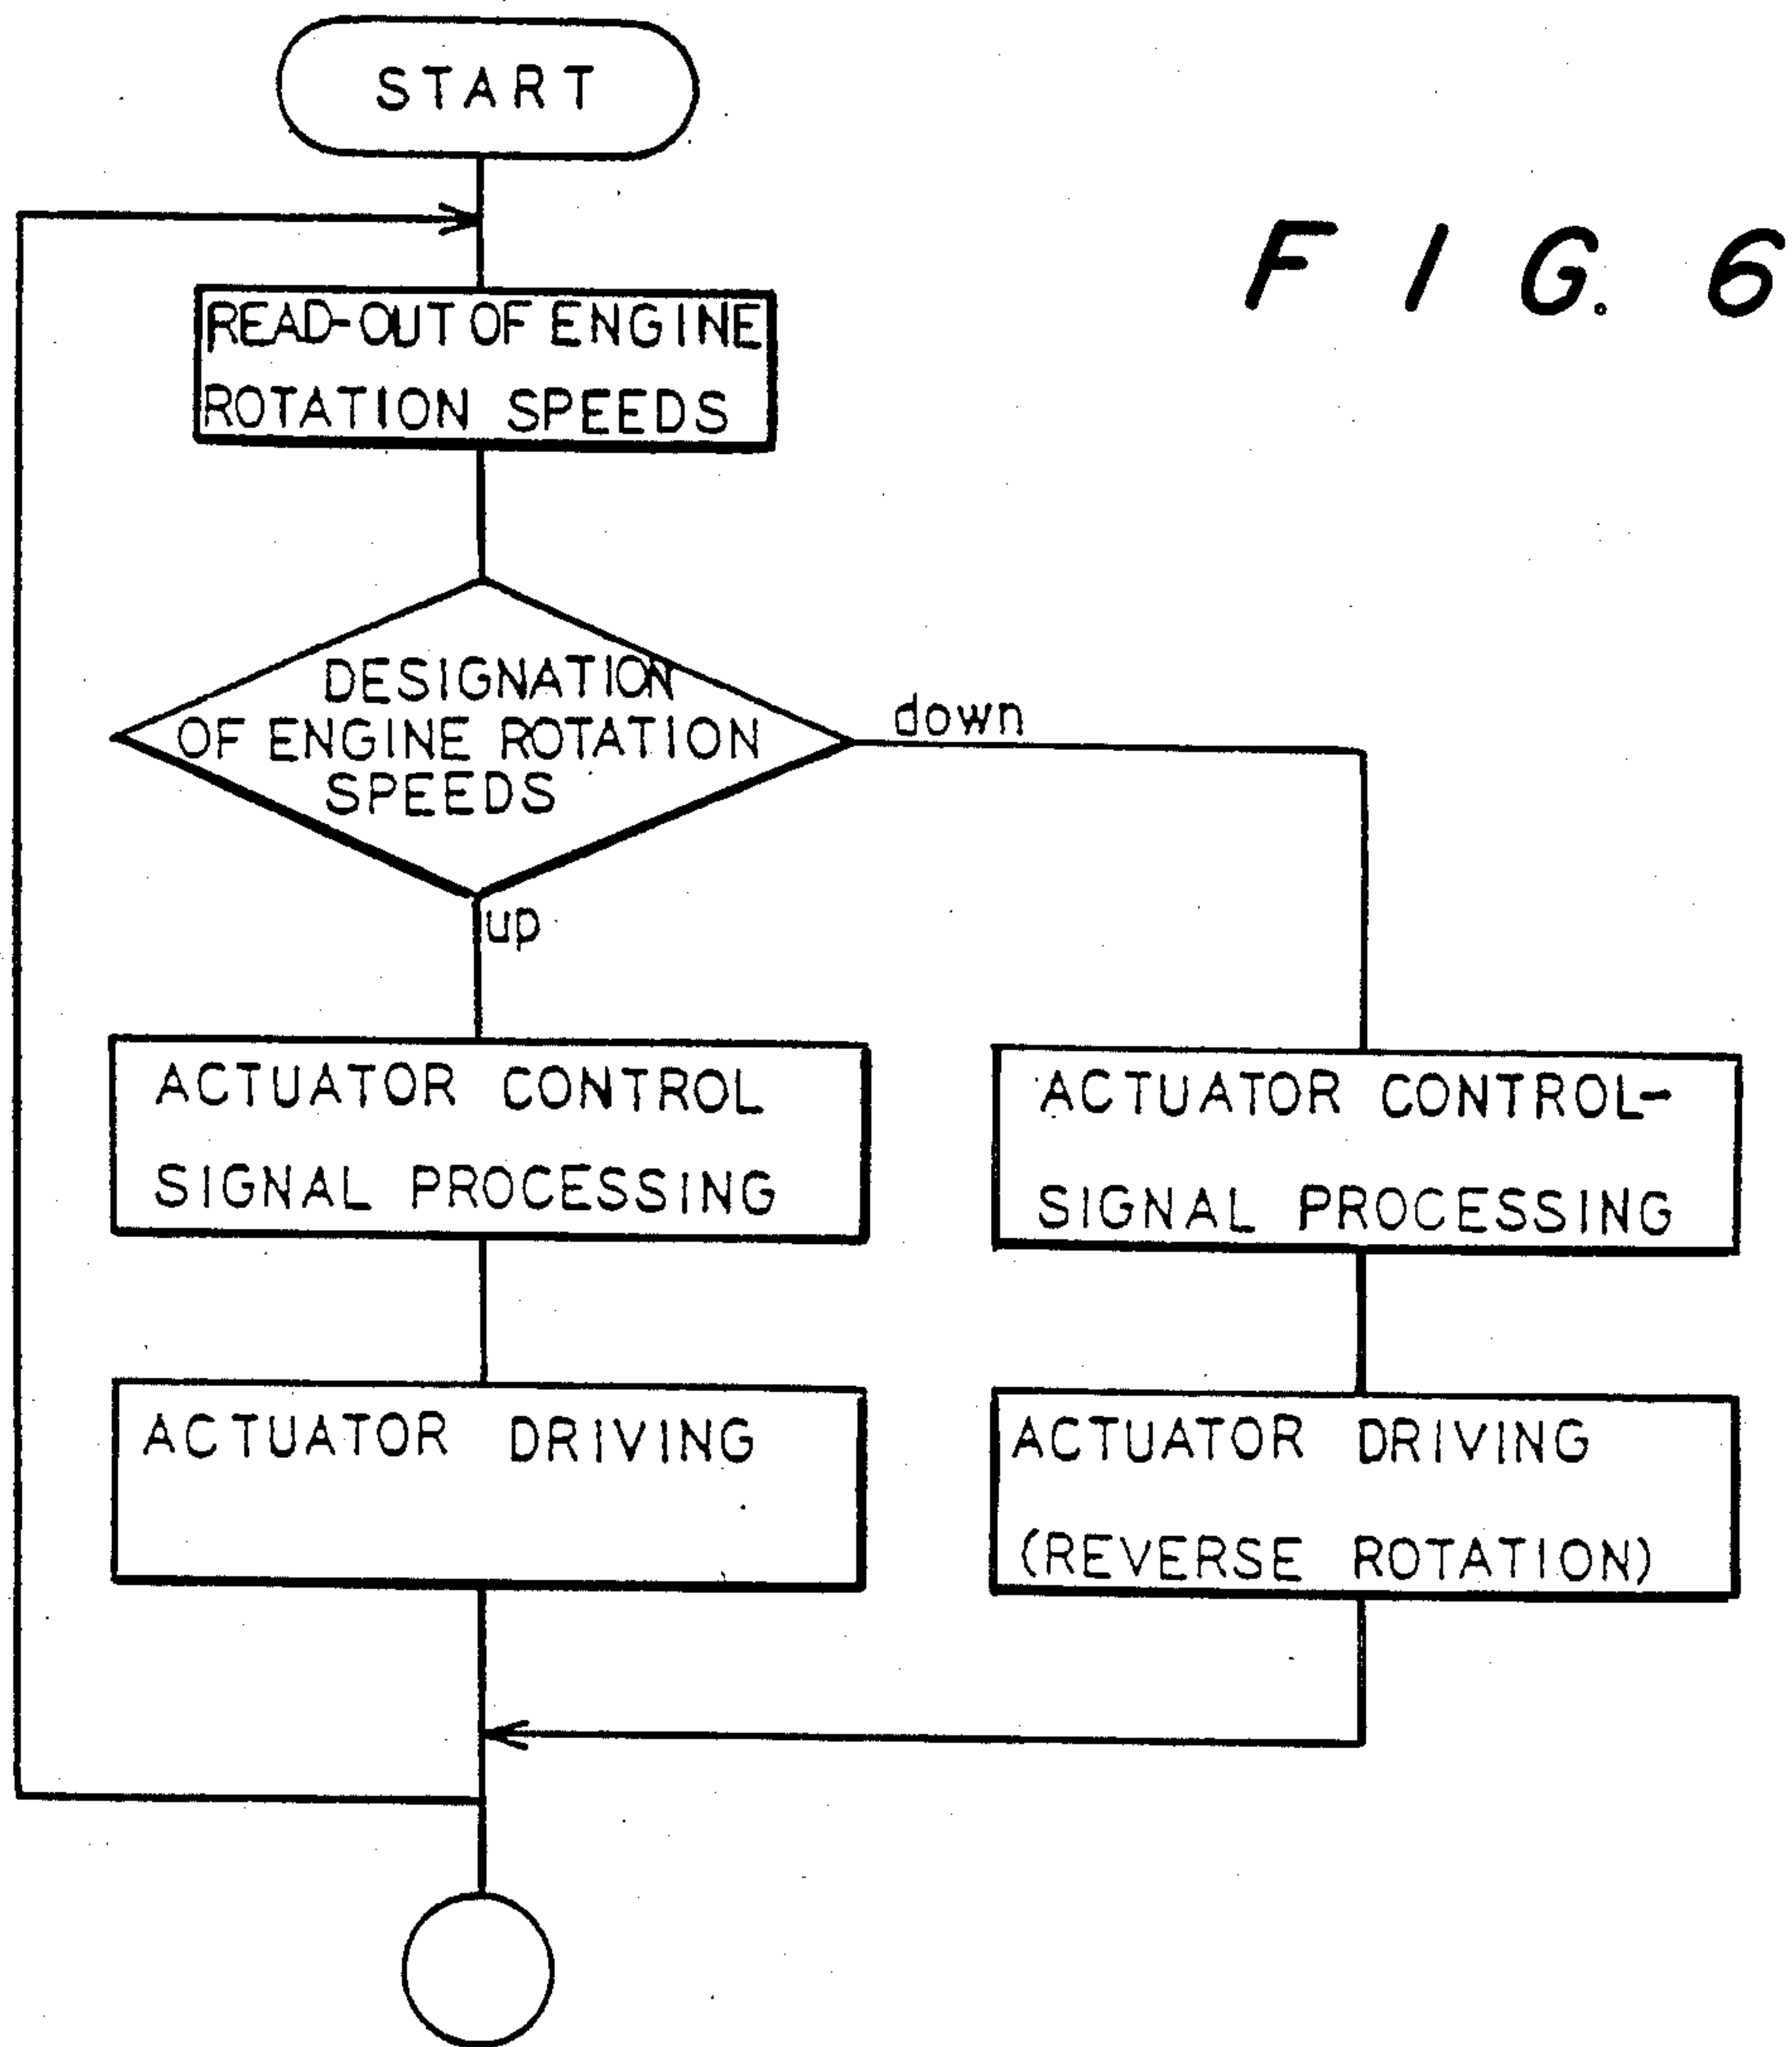 START
FIG. 6
READ-OUT OF ENGINE
ROTATION SPEEDS
DESIGNATION
OF ENGINE ROTATION
SPEEDS
down
up
ACTUATOR CONTROL
SIGNAL PROCESSING
ACTUATOR CONTROL-
SIGNAL PROCESSING
ACTUATOR DRIVING
ACTUATOR DRIVING
(REVERSE ROTATION)